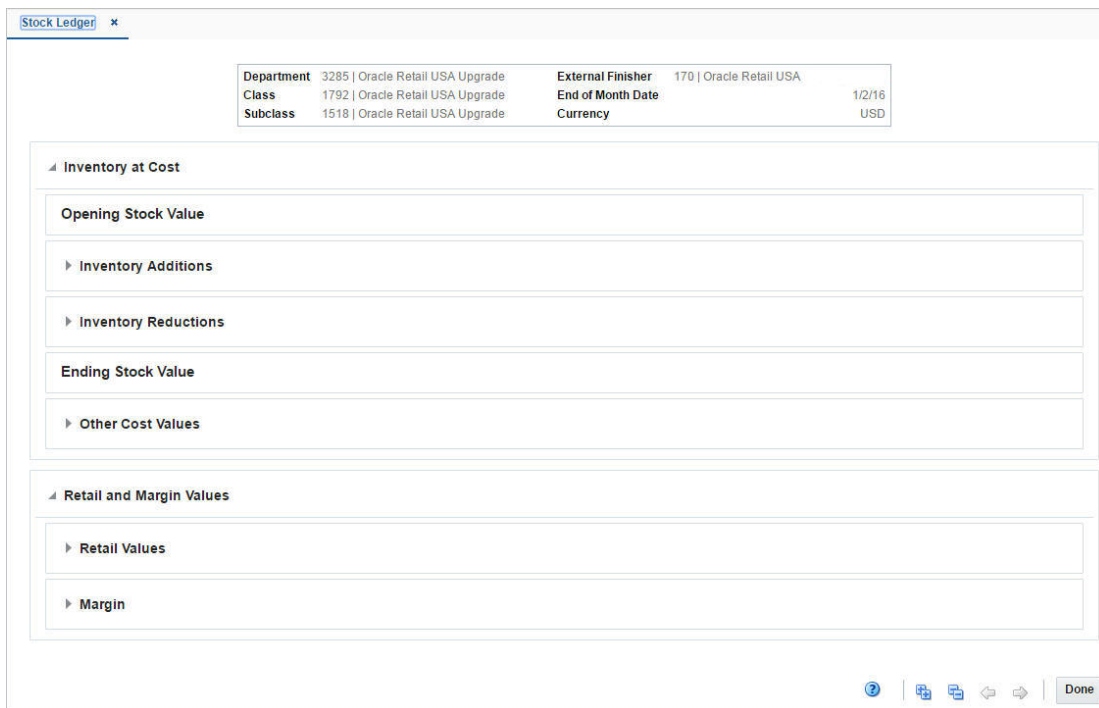 Stock Ledger ×
Department 3285 | Oracle Retail USA Upgrade External Finisher 170 | Oracle Retail USA
Class 1792 | Oracle Retail USA Upgrade End of Month Date 1/2/16
Subclass 1518 | Oracle Retail USA Upgrade Currency USD
Inventory at Cost
Opening Stock Value
Inventory Additions
Inventory Reductions
Ending Stock Value
Other Cost Values
Retail and Margin Values
Retail Values
Margin
? Done